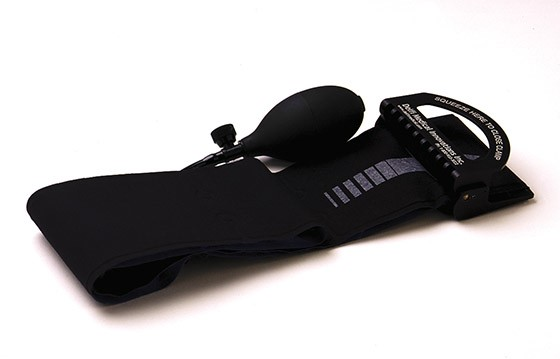 SQUEEZE HERE TO CLOSE CLAMP
Delfi Medical Innovations Inc.